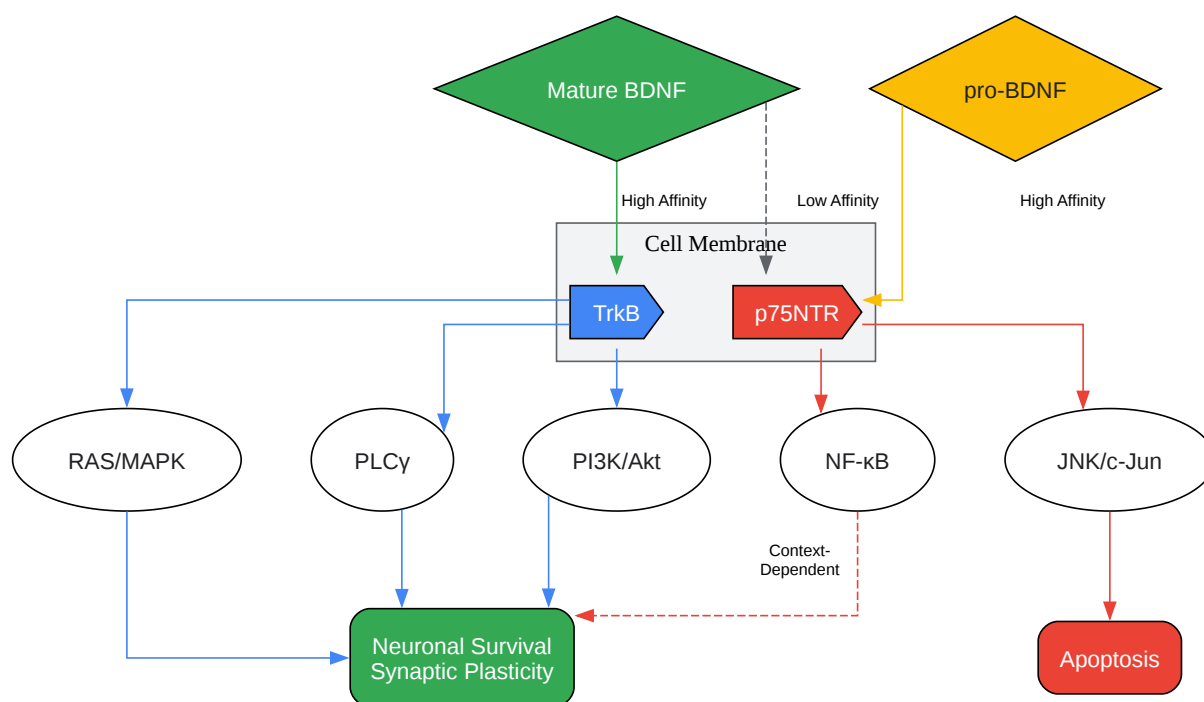 Mature BDNF
pro-BDNF
High Affinity
Low Affinity
High Affinity
Cell Membrane
TrkB
p75NTR
RAS/MAPK
PLCγ
PI3K/Akt
NF-κB
JNK/c-Jun
Context-
Dependent
Neuronal Survival
Synaptic Plasticity
Apoptosis